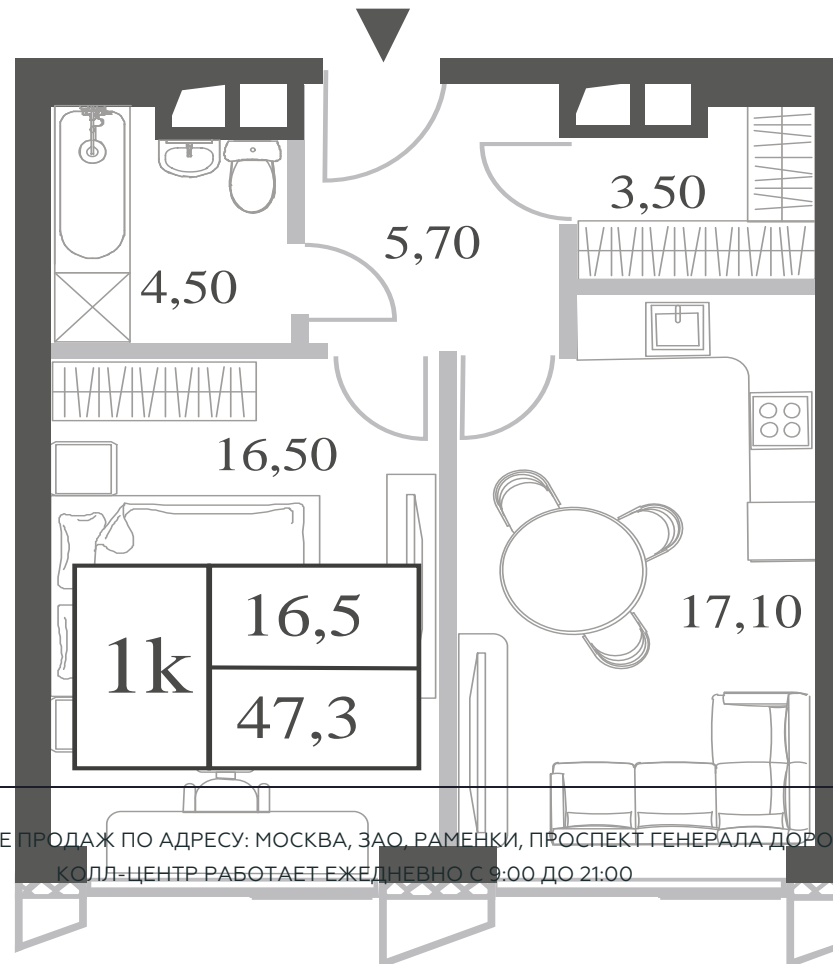 3,50
5,70
4,50
16,50
16,5
17,10
1k
47,3
Е ПРОДАЖ ПО АДРЕСУ: МОСКВА, ЗАО, РАМЕНКИ, ПРОСПЕКТ ГЕНЕРАЛА ДОРО
КОЛЛ-ЦЕНТР РАБОТАЕТ ЕЖЕДНЕВНО С 9:00 ДО 21:00